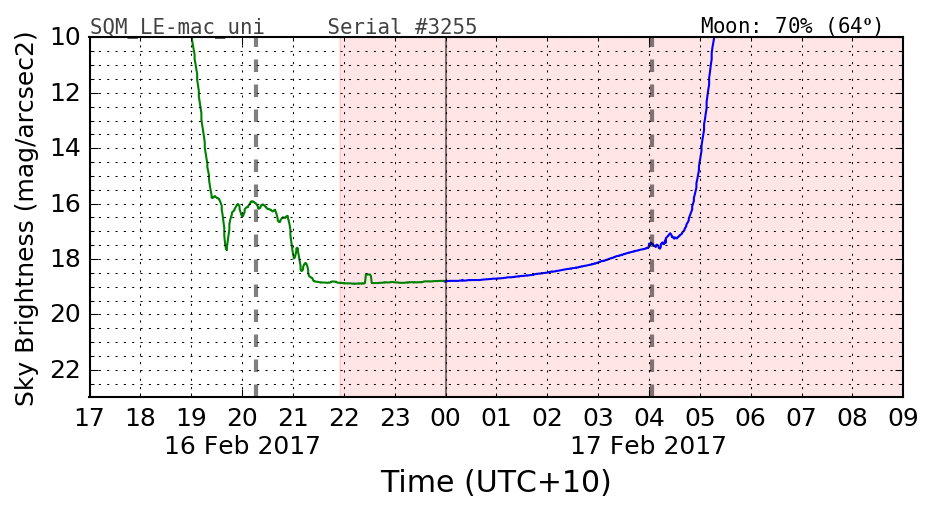 SQM_LE-mac_uni Serial #3255 Moon: 70% (64°)
Sky Brightness (mag/arcsec2)
10
12
14
16
18
20
22
17 18 19 20 21 22 23 00 01 02 03 04 05 06 07 08 09
16 Feb 2017 17 Feb 2017
Time (UTC+10)